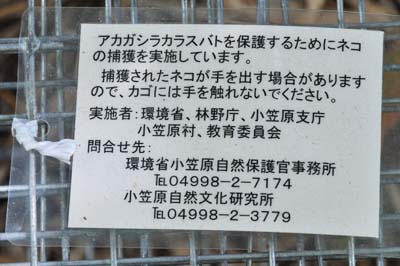 アカガシラカラスバトを保護するためにネコ
の捕獲を実施しています。
捕獲されたネコが手を出す場合があります
ので、カゴには手を触れないでください。
実施者：環境省、林野庁、小笠原支庁
小笠原村、教育委員会
問合せ先：
環境省小笠原自然保護官事務所
℡04998-2-7174
小笠原自然文化研究所
℡04998-2-3779